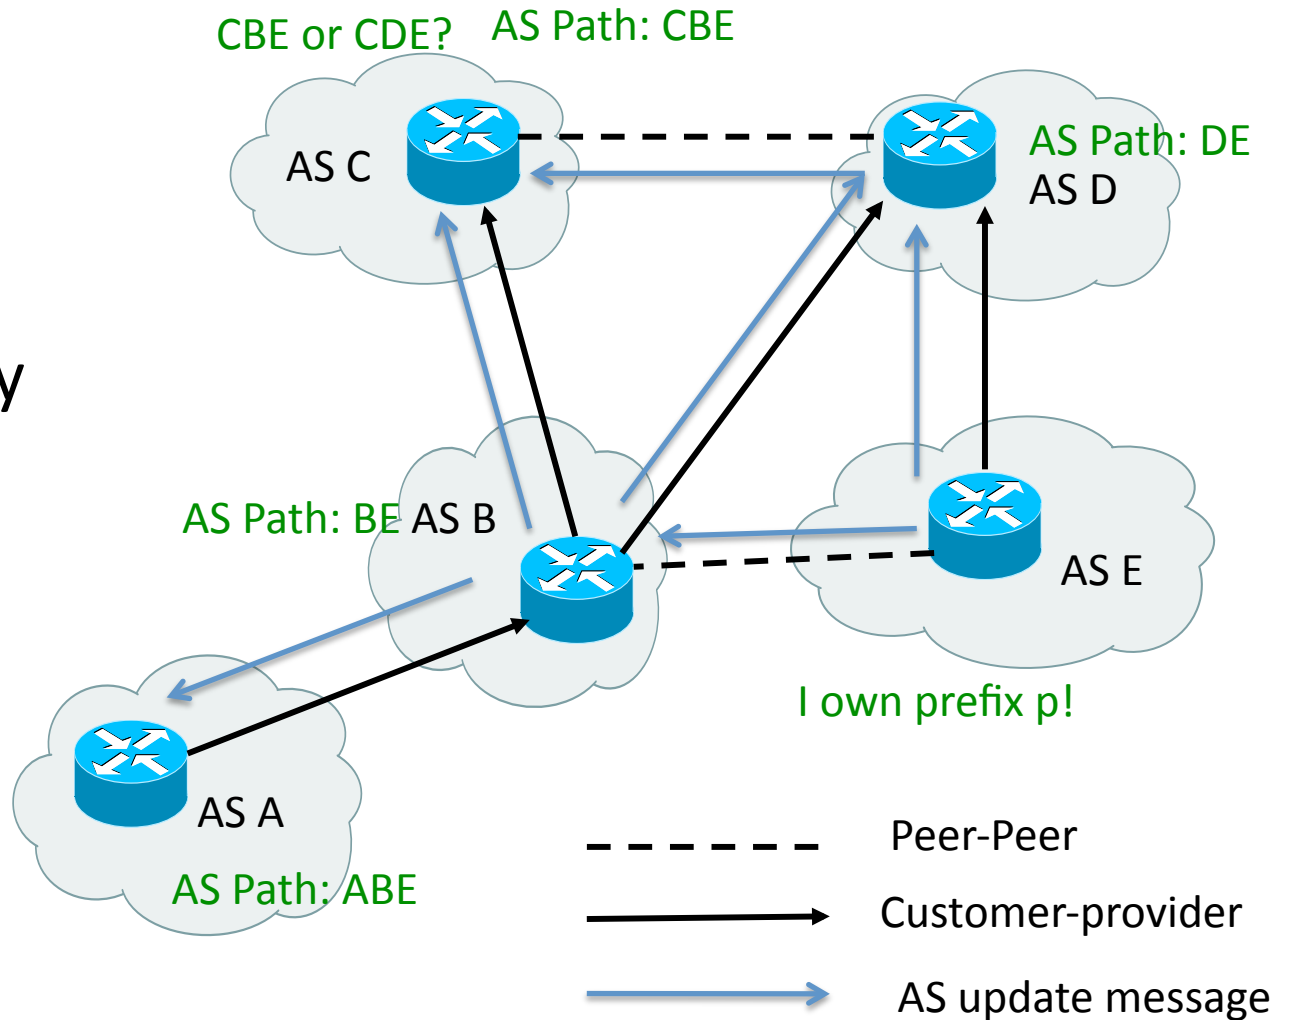 CBE or CDE?
AS Path: CBE
AS C
AS Path: DE
AS D
y
AS Path: BE
AS B
AS E
I own prefix p!
AS A
AS Path: ABE
Peer-Peer
Customer-provider
AS update message